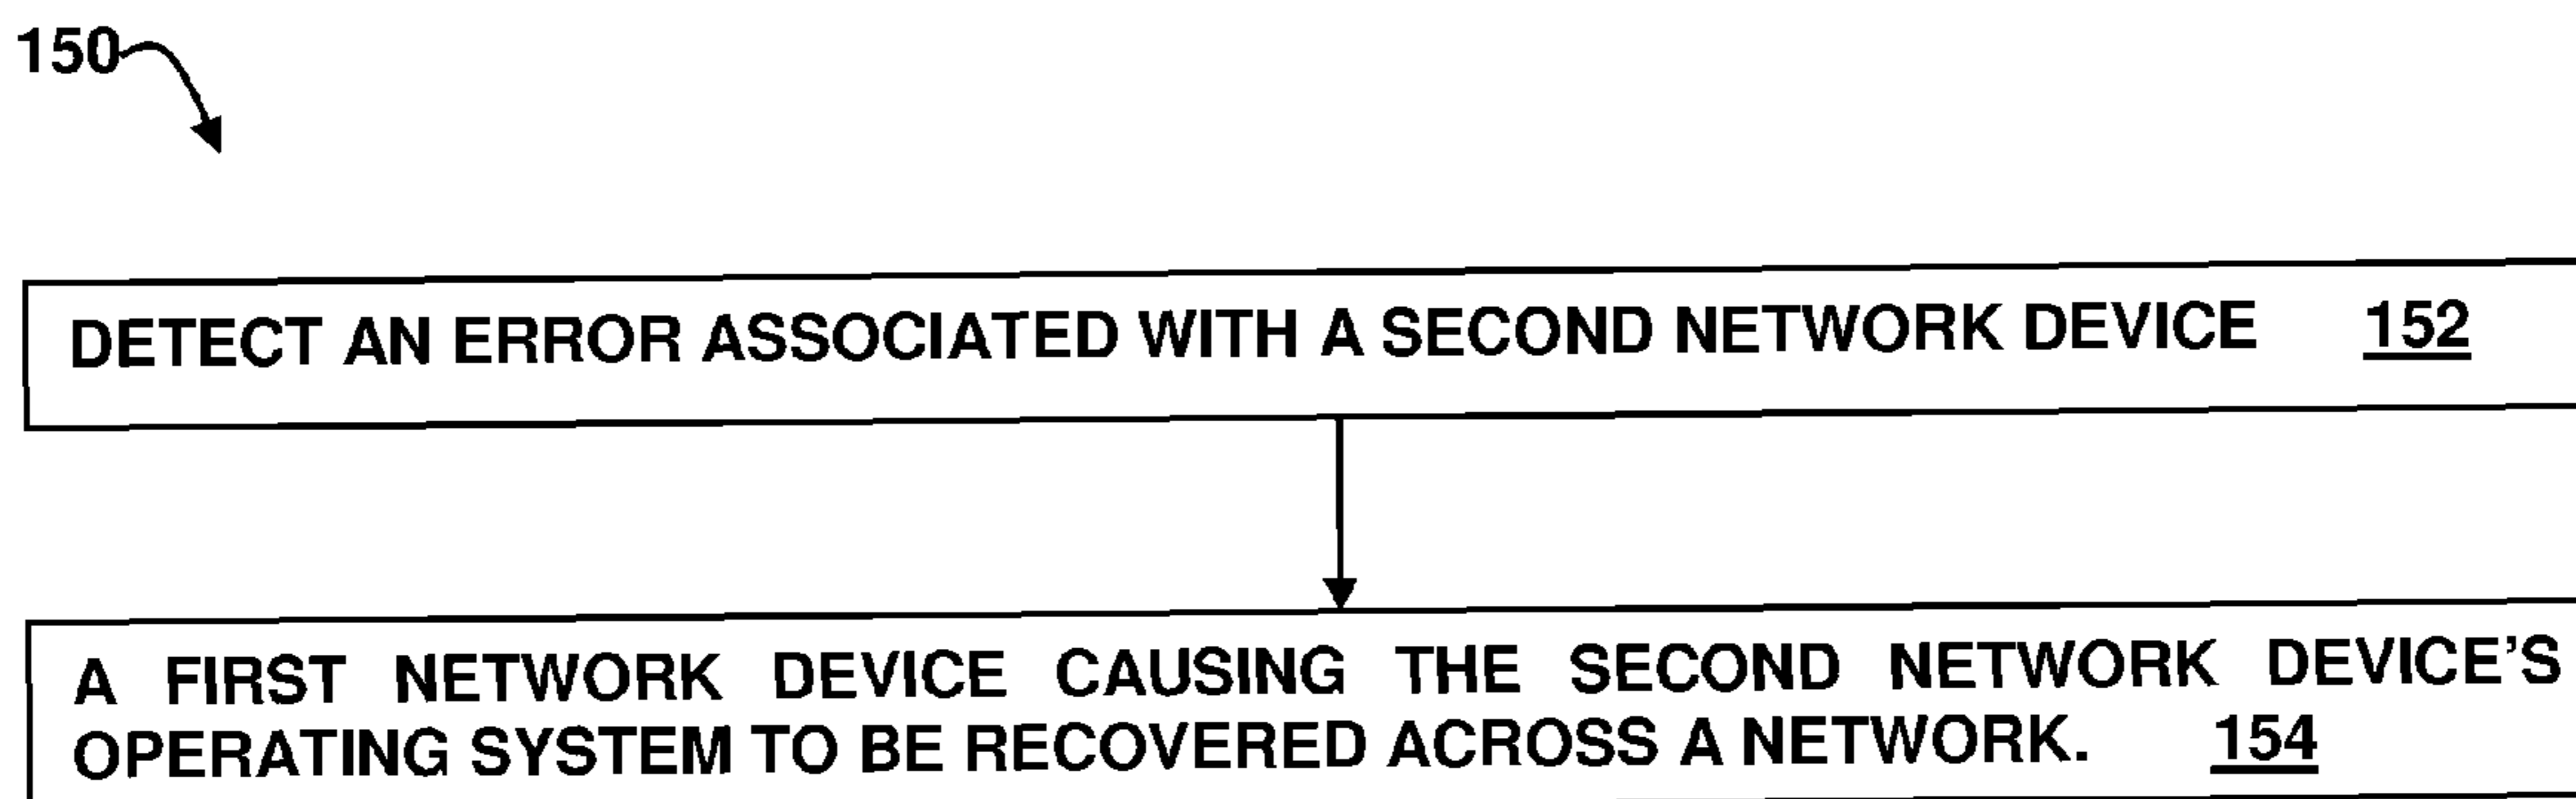 150
DETECT AN ERROR ASSOCIATED WITH A SECOND NETWORK DEVICE 152
A FIRST NETWORK DEVICE CAUSING THE SECOND NETWORK DEVICE'S
OPERATING SYSTEM TO BE RECOVERED ACROSS A NETWORK. 154